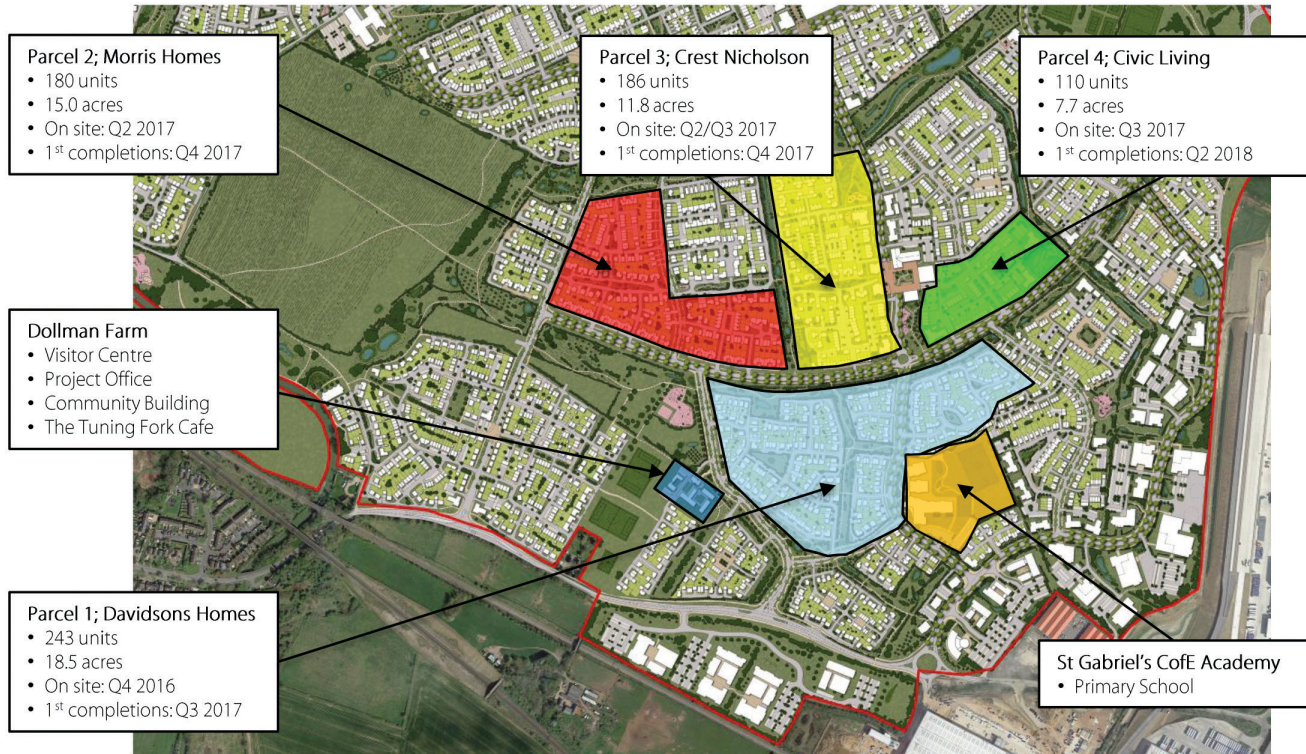 Parcel 2; Morris Homes
• 180 units
• 15.0 acres
• On site: Q2 2017
• 1st completions: Q4 2017
Parcel 3; Crest Nicholson
• 186 units
• 11.8 acres
• On site: Q2/Q3 2017
• 1st completions: Q4 2017
Parcel 4; Civic Living
• 110 units
• 7.7 acres
• On site: Q3 2017
• 1st completions: Q2 2018
Dollman Farm
• Visitor Centre
• Project Office
• Community Building
• The Tuning Fork Cafe
Parcel 1; Davidsons Homes
• 243 units
• 18.5 acres
• On site: Q4 2016
• 1st completions: Q3 2017
St Gabriel's CofE Academy
• Primary School